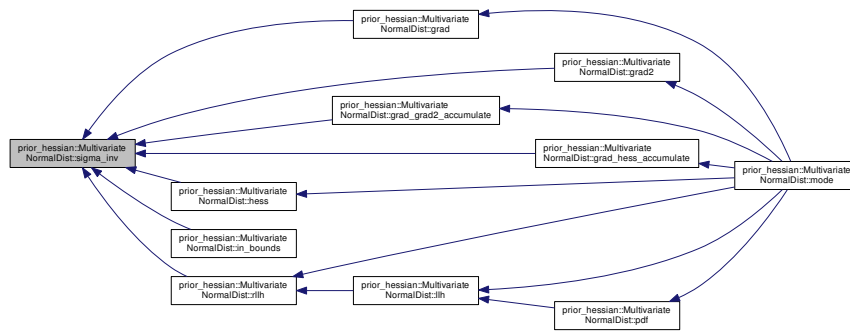 prior_hessian::Multivariate
NormalDist::grad
prior_hessian::Multivariate
NormalDist::grad2
prior_hessian::Multivariate
NormalDist::grad_grad2_accumulate
prior_hessian::Multivariate
NormalDist::sigma_inv
prior_hessian::Multivariate
NormalDist::grad_hess_accumulate
prior_hessian::Multivariate
NormalDist::mode
prior_hessian::Multivariate
NormalDist::hess
prior_hessian::Multivariate
NormalDist::in_bounds
prior_hessian::Multivariate
NormalDist::rllh
prior_hessian::Multivariate
NormalDist::llh
prior_hessian::Multivariate
NormalDist::pdf